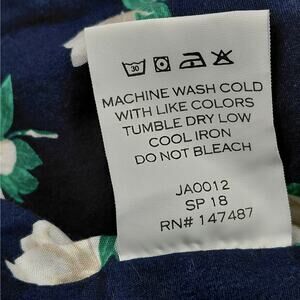 30
MACHINE WASH COLD
WITH LIKE COLORS
TUMBLE DRY LOW
COOL IRON
DO NOT BLEACH
JA0012
SP 18
RN# 147487